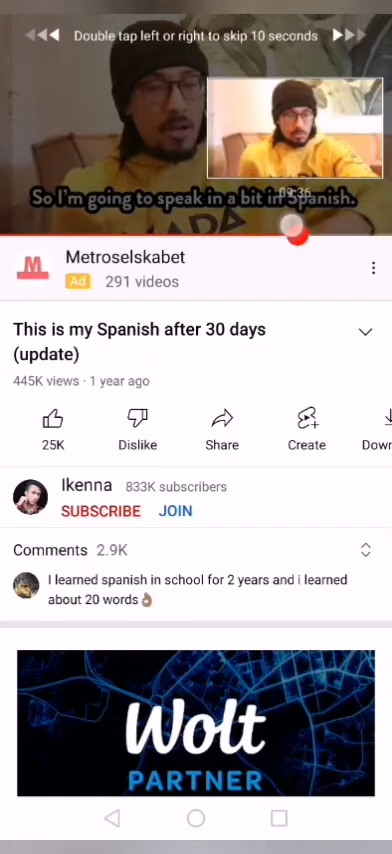 Double tap left or right to skip 10 seconds
So I'm going to speak in a bit in Spanish.
09:36
M
Metroselskabet
Ad 291 videos
This is my Spanish after 30 days
(update)
445K views · 1 year ago
25K Dislike Share Create Down
Ikenna 833K subscribers
SUBSCRIBE JOIN
Comments 2.9K
I learned spanish in school for 2 years and i learned
about 20 words👌🏽
Wolt
PARTNER